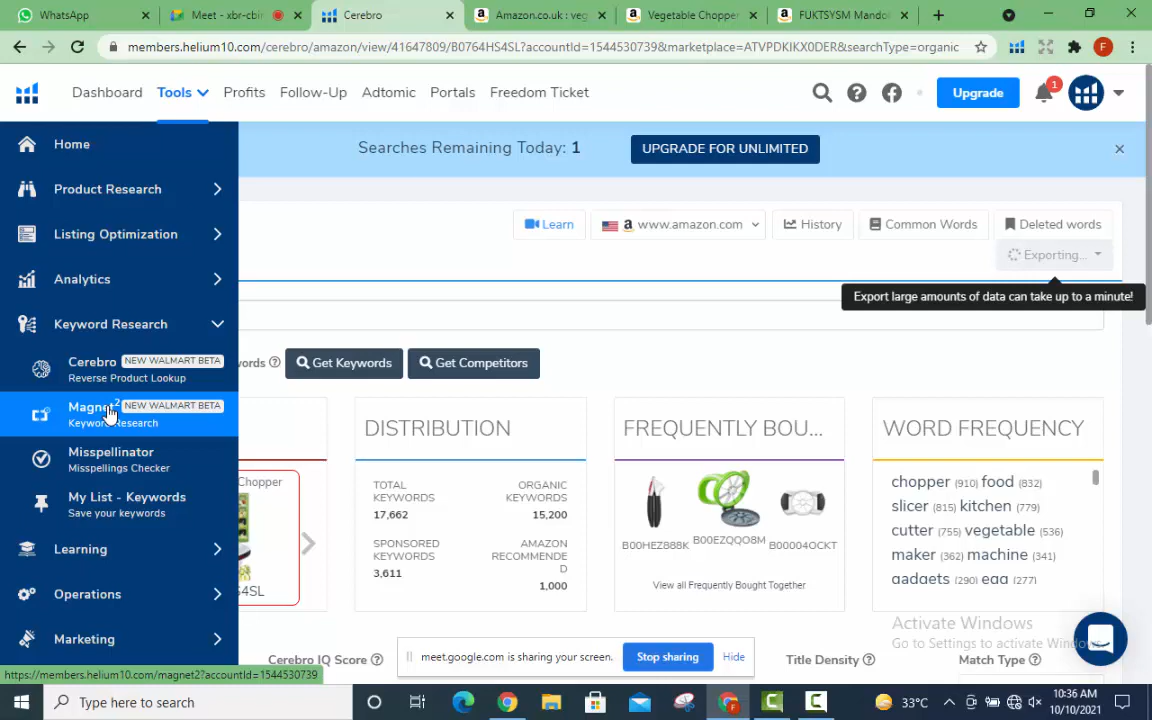 WhatsApp
Meet - xbr-cbir
Cerebro
Amazon.co.uk : veg
Vegetable Chopper
FUKTSYSM Mandol
members.helium10.com/cerebro/amazon/view/41647809/B0764HS4SL?accountId=1544530739&marketplace=ATVPDKIKX0DER&searchType=organic
F
Dashboard
Tools
Profits
Follow-Up
Adtomic
Portals
Freedom Ticket
Upgrade
1
Home
Product Research
Listing Optimization
Analytics
Keyword Research
Cerebro NEW WALMART BETA
Reverse Product Lookup
Magnet2 NEW WALMART BETA
Keyword Research
Misspellinator
Misspellings Checker
My List - Keywords
Save your keywords
Learning
Operations
Marketing
Searches Remaining Today: 1
UPGRADE FOR UNLIMITED
Learn
a www.amazon.com
History
Common Words
Deleted words
Exporting...
Export large amounts of data can take up to a minute!
words
Get Keywords
Get Competitors
Chopper
S4SL
DISTRIBUTION
TOTAL KEYWORDS
17,662
ORGANIC KEYWORDS
15,200
SPONSORED KEYWORDS
3,611
AMAZON RECOMMENDED
1,000
FREQUENTLY BOU...
B00HEZ888K
B00EZQQO8M
B00004OCKT
View all Frequently Bought Together
WORD FREQUENCY
chopper (910) food (832)
slicer (815) kitchen (779)
cutter (755) vegetable (536)
maker (362) machine (341)
gadgets (290) egg (277)
Activate Windows
Go to Settings to activate Windows.
Cerebro IQ Score
Title Density
Match Type
meet.google.com is sharing your screen.
Stop sharing
Hide
https://members.helium10.com/magnet2?accountId=1544530739
Type here to search
33°C
10:36 AM
10/10/2021